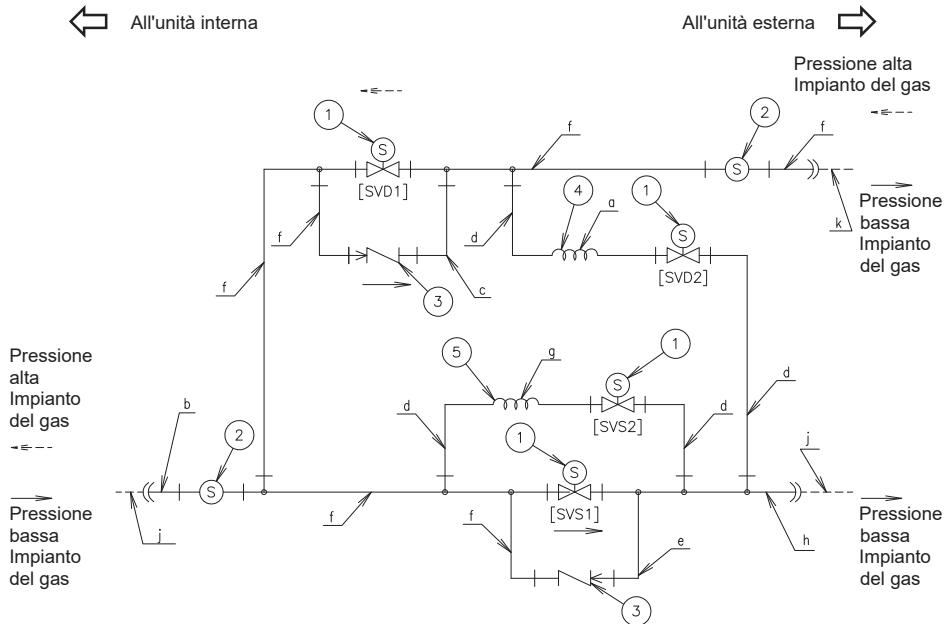 All'unità interna
All'unità esterna
Pressione alta
Impianto del gas
1
S
[SVD1]
f
2
S
f
k
Pressione
bassa
Impianto
del gas
f
f
3
c
d
4
a
1
S
[SVD2]
Pressione
alta
Impianto
del gas
5
g
1
S
[SVS2]
d
d
d
b
2
S
1
S
[SVS1]
j
j
f
f
e
h
3
Pressione
bassa
Impianto
del gas
Pressione
bassa
Impianto
del gas